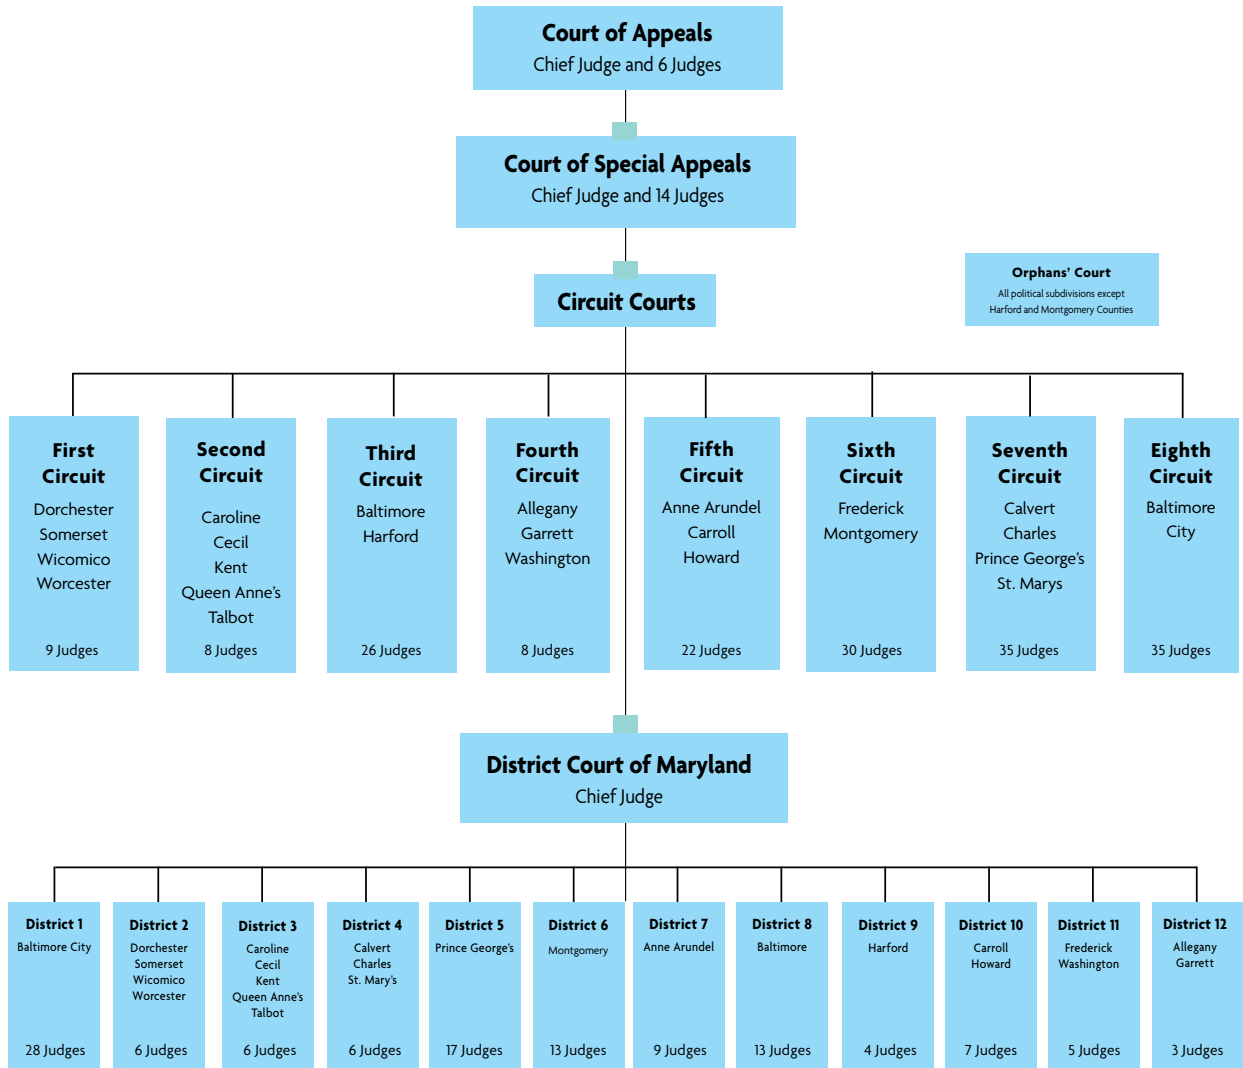 Court of Appeals
Chief Judge and 6 Judges
Court of Special Appeals
Chief Judge and 14 Judges
Circuit Courts
Orphans' Court
All political subdivisions except
Harford and Montgomery Counties
First
Circuit
Dorchester
Somerset
Wicomico
Worcester
9 Judges
Second
Circuit
Caroline
Cecil
Kent
Queen Anne's
Talbot
8 Judges
Third
Circuit
Baltimore
Harford
26 Judges
Fourth
Circuit
Allegany
Garrett
Washington
8 Judges
Fifth
Circuit
Anne Arundel
Carroll
Howard
22 Judges
Sixth
Circuit
Frederick
Montgomery
30 Judges
Seventh
Circuit
Calvert
Charles
Prince George's
St. Marys
35 Judges
Eighth
Circuit
Baltimore
City
35 Judges
District Court of Maryland
Chief Judge
District 1
Baltimore City
28 Judges
District 2
Dorchester
Somerset
Wicomico
Worcester
6 Judges
District 3
Caroline
Cecil
Kent
Queen Anne's
Talbot
6 Judges
District 4
Calvert
Charles
St. Mary's
6 Judges
District 5
Prince George's
17 Judges
District 6
Montgomery
13 Judges
District 7
Anne Arundel
9 Judges
District 8
Baltimore
13 Judges
District 9
Harford
4 Judges
District 10
Carroll
Howard
7 Judges
District 11
Frederick
Washington
5 Judges
District 12
Allegany
Garrett
3 Judges